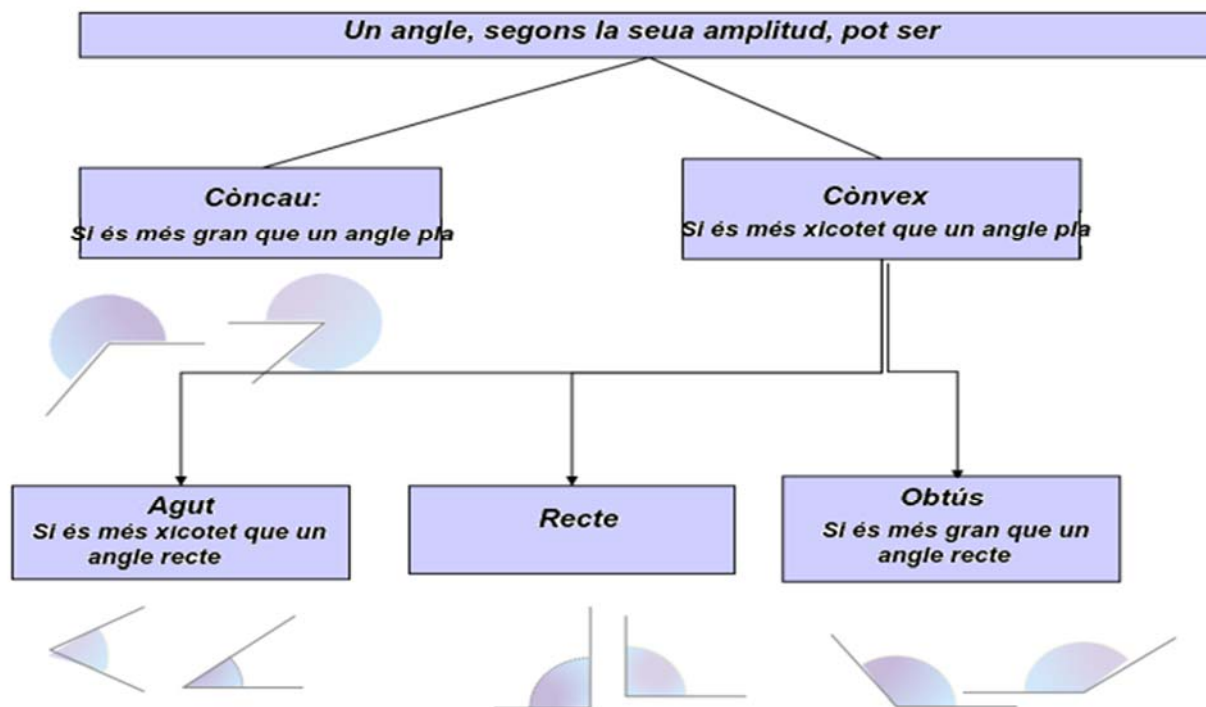 Un angle, segons la seua amplitud, pot ser
Còncau:
Si és més gran que un angle pla
Cònvex
Si és més xicotet que un angle pla
Agut
Si és més xicotet que un
angle recte
Recte
Obtús
Si és més gran que un
angle recte